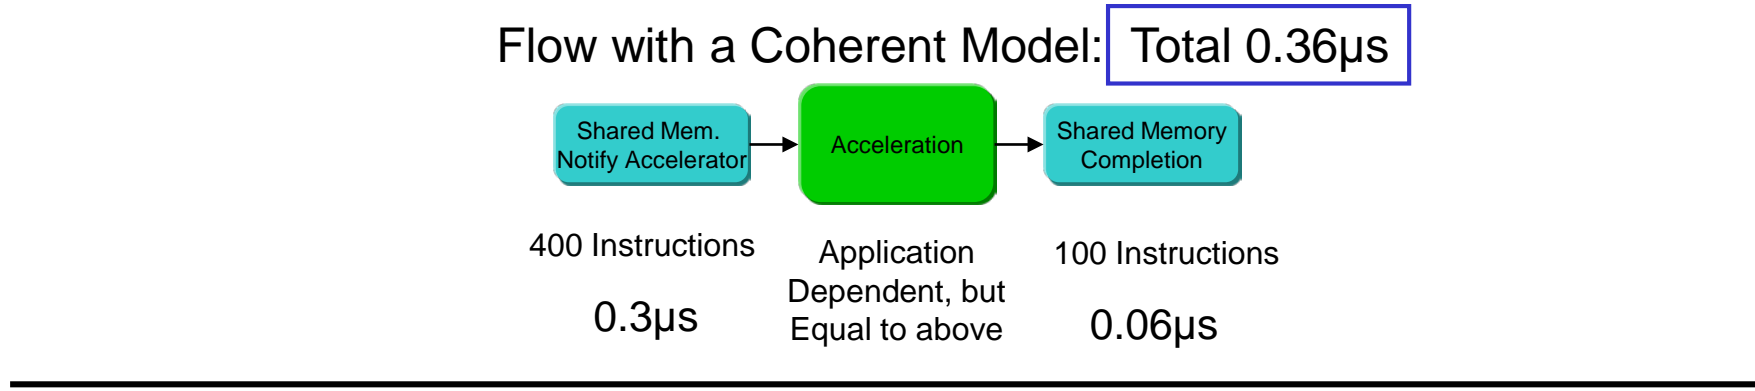 Flow with a Coherent Model: Total 0.36µs
Shared Mem.
Notify Accelerator
Acceleration
Shared Memory
Completion
400 Instructions
0.3µs
Application
Dependent, but
Equal to above
100 Instructions
0.06µs